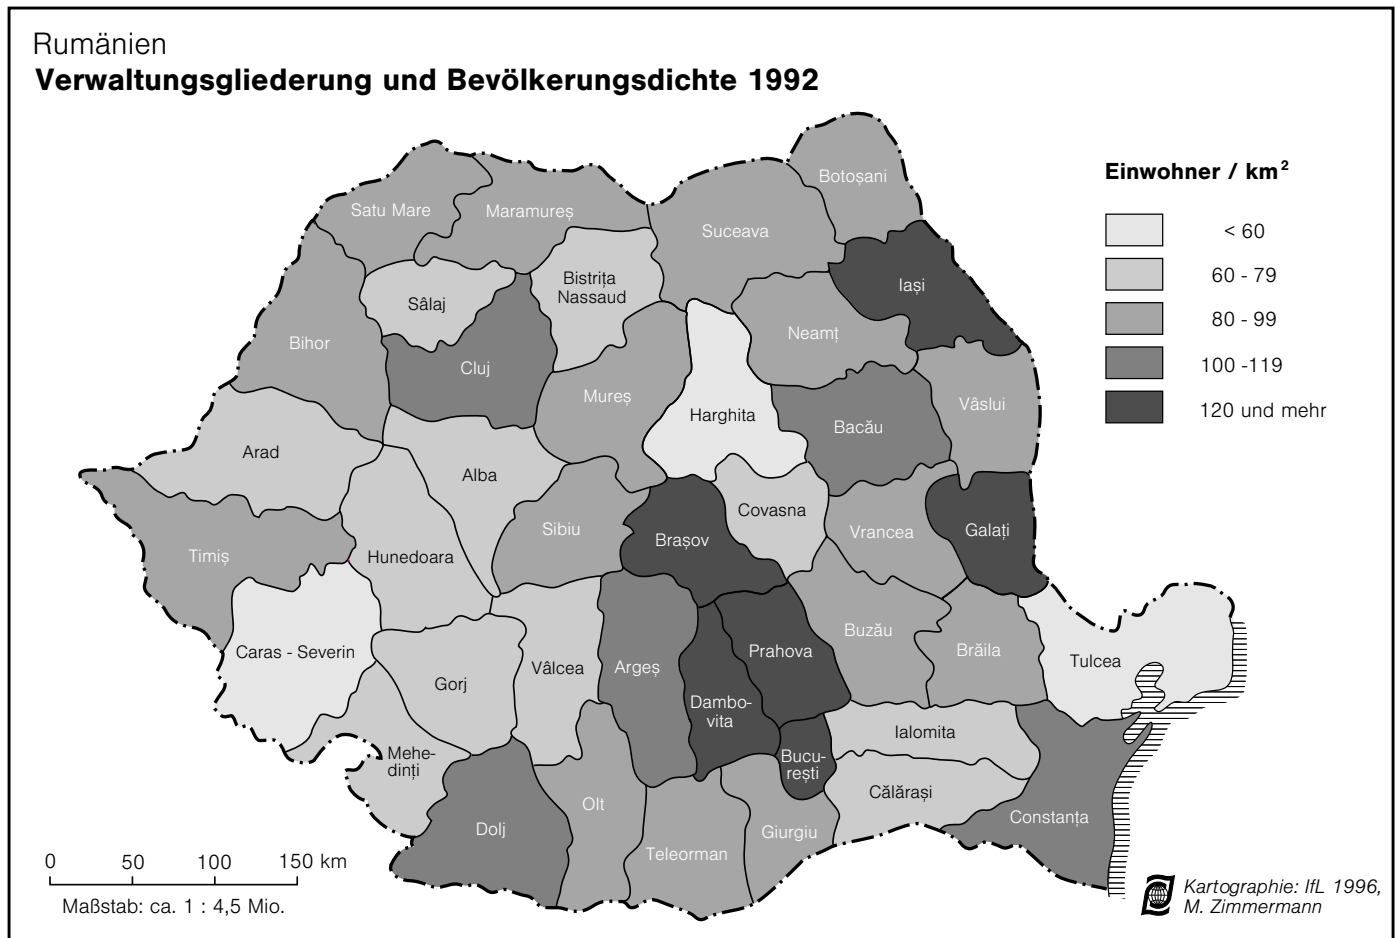 Rumänien
Verwaltungsgliederung und Bevölkerungsdichte 1992
Einwohner / km²
< 60
60 - 79
80 - 99
100 -119
120 und mehr
Botoșani
Satu Mare
Maramureș
Suceava
Iași
Bistrița
Nassaud
Sâlaj
Neamț
Bihor
Cluj
Mureș
Vâslui
Harghita
Bacău
Arad
Alba
Covasna
Sibiu
Brașov
Vrancea
Galați
Timiș
Hunedoara
Buzău
Caras - Severin
Vâlcea
Argeș
Prahova
Brăila
Tulcea
Gorj
Dambo-
vita
Ialomita
Mehe-
dinți
Bucu-
rești
Călărași
Olt
Constanța
Dolj
Giurgiu
Teleorman
0 50 100 150 km
Maßstab: ca. 1 : 4,5 Mio.
Kartographie: IfL 1996,
M. Zimmermann